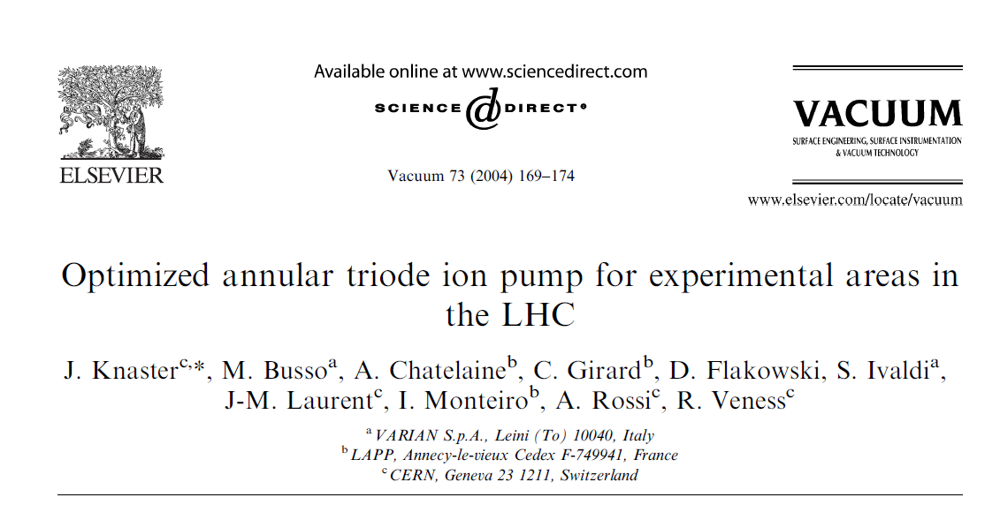 Available online at www.sciencedirect.com
SCIENCE @ DIRECT®
ELSEVIER
Vacuum 73 (2004) 169–174
VACUUM
SURFACE ENGINEERING, SURFACE INSTRUMENTATION
& VACUUM TECHNOLOGY
www.elsevier.com/locate/vacuum
Optimized annular triode ion pump for experimental areas in
the LHC
J. Knaster^c,*, M. Busso^a, A. Chatelaine^b, C. Girard^b, D. Flakowski, S. Ivaldi^a,
J-M. Laurent^c, I. Monteiro^b, A. Rossi^c, R. Veness^c
^a VARIAN S.p.A., Leini (To) 10040, Italy
^b LAPP, Annecy-le-vieux Cedex F-749941, France
^c CERN, Geneva 23 1211, Switzerland